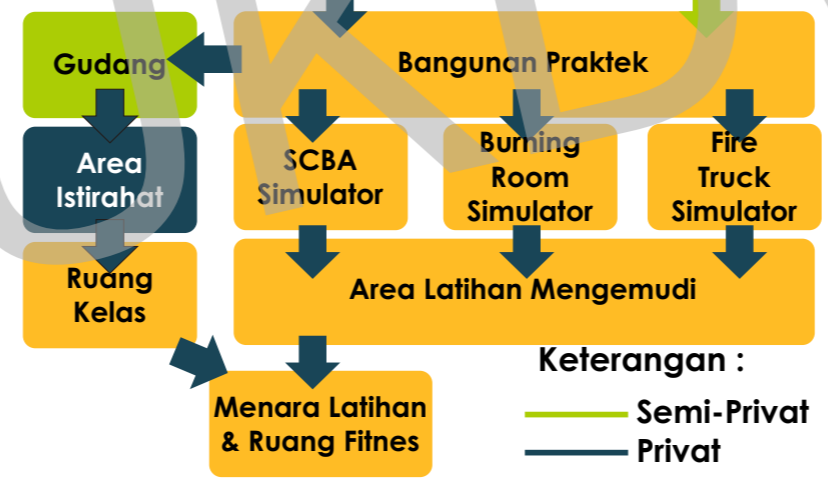 Gudang
Bangunan Praktek
Area
Istirahat
SCBA
Simulator
Burning
Room
Simulator
Fire
Truck
Simulator
Ruang
Kelas
Area Latihan Mengemudi
Menara Latihan
& Ruang Fitnes
Keterangan :
Semi-Privat
Privat